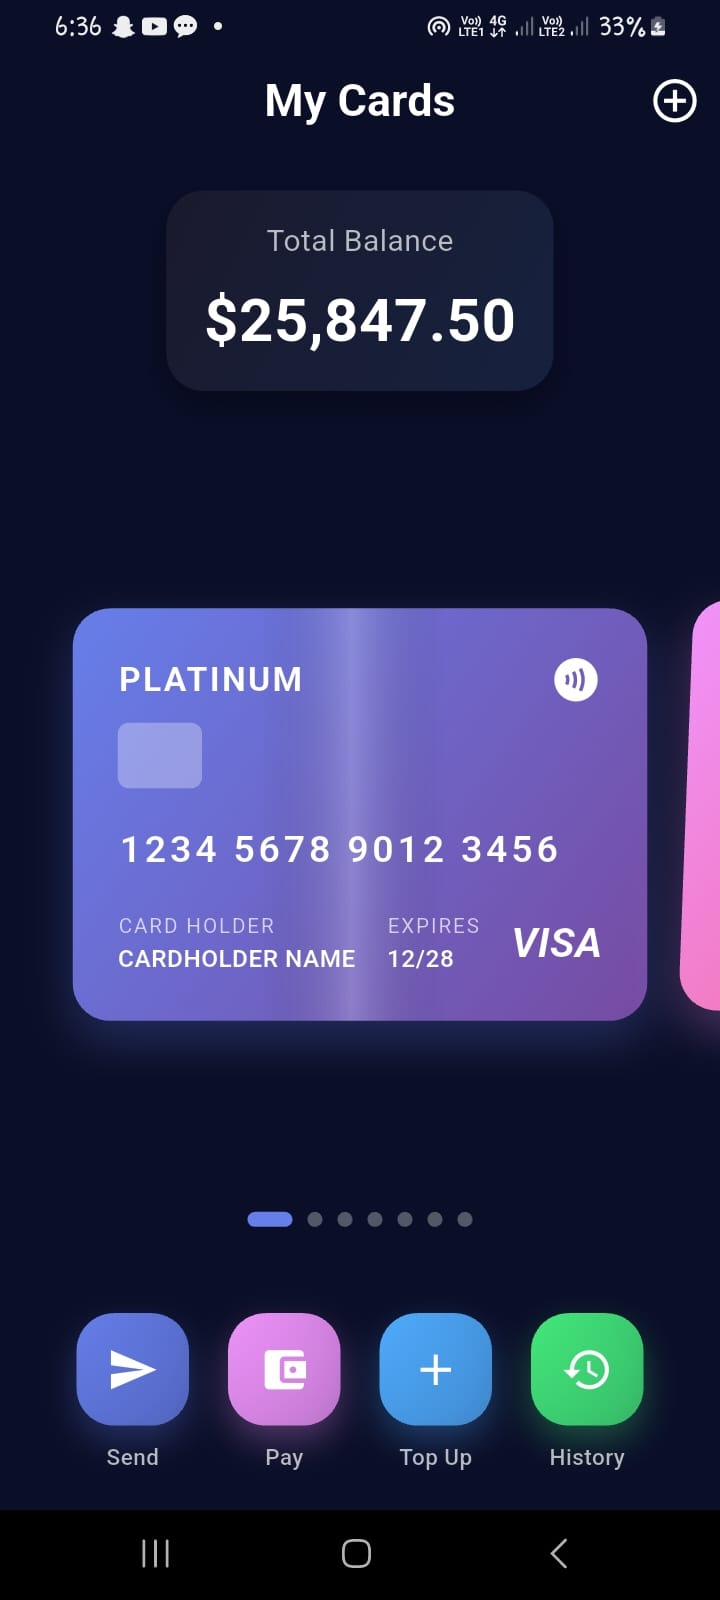 6:36 Vo)) LTE1 4G Vo)) LTE2 33%
My Cards
Total Balance
$25,847.50
PLATINUM
1234 5678 9012 3456
CARD HOLDER EXPIRES
CARDHOLDER NAME 12/28 VISA
Send Pay Top Up History